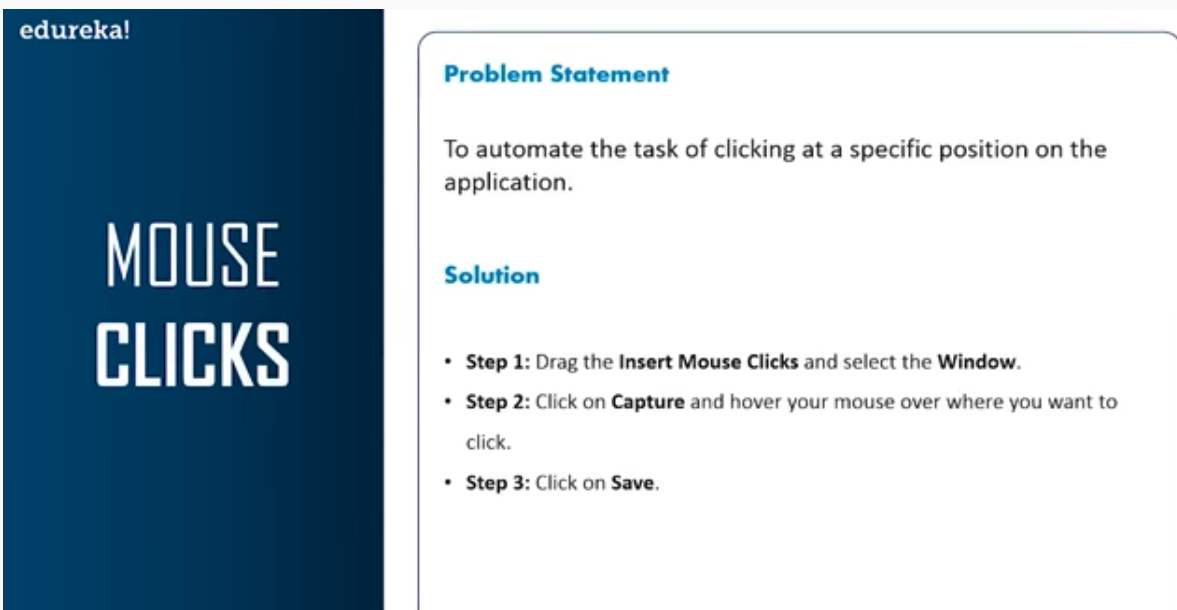 edureka!
MOUSE
CLICKS
Problem Statement
To automate the task of clicking at a specific position on the
application.
Solution
• Step 1: Drag the Insert Mouse Clicks and select the Window.
• Step 2: Click on Capture and hover your mouse over where you want to
click.
• Step 3: Click on Save.